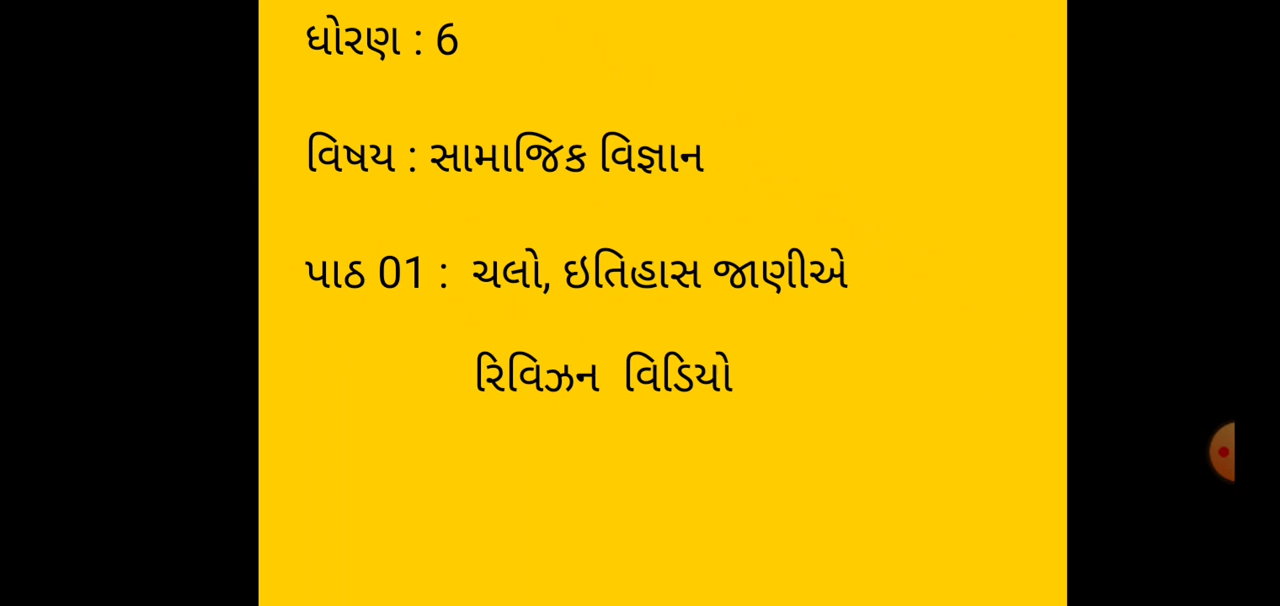 ધોરણ : 6
વિષય : સામાજિક વિજ્ઞાન
પાઠ 01 : ચલો, ઇતિહાસ જાણીએ
રિવિઝન વિડિયો